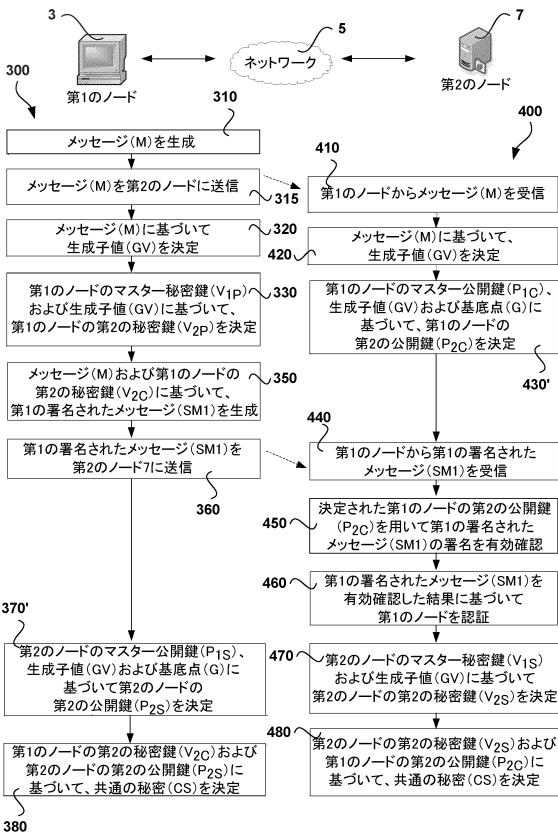 3
5
7
ネットワーク
第1のノード
第2のノード
300
310
メッセージ(M)を生成
メッセージ(M)を第2のノードに送信
315
メッセージ(M)に基づいて
生成子値(GV)を決定
320
第1のノードのマスター秘密鍵(V1P)
および生成子値(GV)に基づいて、
第1のノードの第2の秘密鍵(V2P)を決定
330
メッセージ(M)および第1のノードの
第2の秘密鍵(V2C)に基づいて、
第1の署名されたメッセージ(SM1)を生成
350
第1の署名されたメッセージ(SM1)を
第2のノード7に送信
360
370'
第2のノードのマスター公開鍵(P1S)、
生成子値(GV)および基底点(G)に
基づいて第2のノードの
第2の公開鍵(P2S)を決定
第1のノードの第2の秘密鍵(V2C)および
第2のノードの第2の公開鍵(P2S)に
基づいて、共通の秘密(CS)を決定
380
400
410
第1のノードからメッセージ(M)を受信
メッセージ(M)に基づいて、
生成子値(GV)を決定
420
第1のノードのマスター公開鍵(P1C)、
生成子値(GV)および基底点(G)に
基づいて、第1のノードの
第2の公開鍵(P2C)を決定
430'
440
第1のノードから第1の署名された
メッセージ(SM1)を受信
450
決定された第1のノードの第2の公開鍵
(P2C)を用いて第1の署名された
メッセージ(SM1)の署名を有効確認
460
第1の署名されたメッセージ(SM1)を
有効確認した結果に基づいて
第1のノードを認証
470
第2のノードのマスター秘密鍵(V1S)
および生成子値(GV)に基づいて
第2のノードの第2の秘密鍵(V2S)を決定
480
第2のノードの第2の秘密鍵(V2S)および
第1のノードの第2の公開鍵(P2C)に
基づいて、共通の秘密(CS)を決定